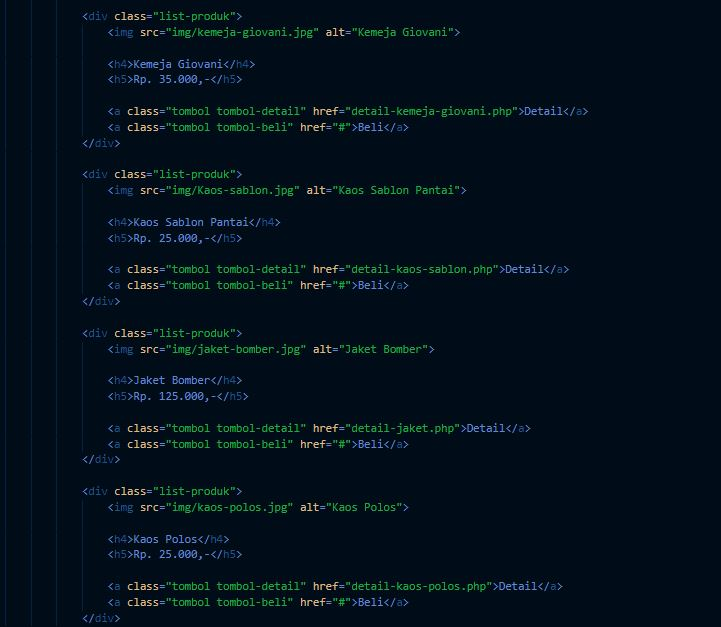 <div class="list-produk">
<img src="img/kemeja-giovani.jpg" alt="Kemeja Giovani">
<h4>Kemeja Giovani</h4>
<h5>Rp. 35.000,-</h5>
<a class="tombol tombol-detail" href="detail-kemeja-giovani.php">Detail</a>
<a class="tombol tombol-beli" href="#">Beli</a>
</div>
<div class="list-produk">
<img src="img/Kaos-sablon.jpg" alt="Kaos Sablon Pantai">
<h4>Kaos Sablon Pantai</h4>
<h5>Rp. 25.000,-</h5>
<a class="tombol tombol-detail" href="detail-kaos-sablon.php">Detail</a>
<a class="tombol tombol-beli" href="#">Beli</a>
</div>
<div class="list-produk">
<img src="img/jaket-bomber.jpg" alt="Jaket Bomber">
<h4>Jaket Bomber</h4>
<h5>Rp. 125.000,-</h5>
<a class="tombol tombol-detail" href="detail-jaket.php">Detail</a>
<a class="tombol tombol-beli" href="#">Beli</a>
</div>
<div class="list-produk">
<img src="img/kaos-polos.jpg" alt="Kaos Polos">
<h4>Kaos Polos</h4>
<h5>Rp. 25.000,-</h5>
<a class="tombol tombol-detail" href="detail-kaos-polos.php">Detail</a>
<a class="tombol tombol-beli" href="#">Beli</a>
</div>